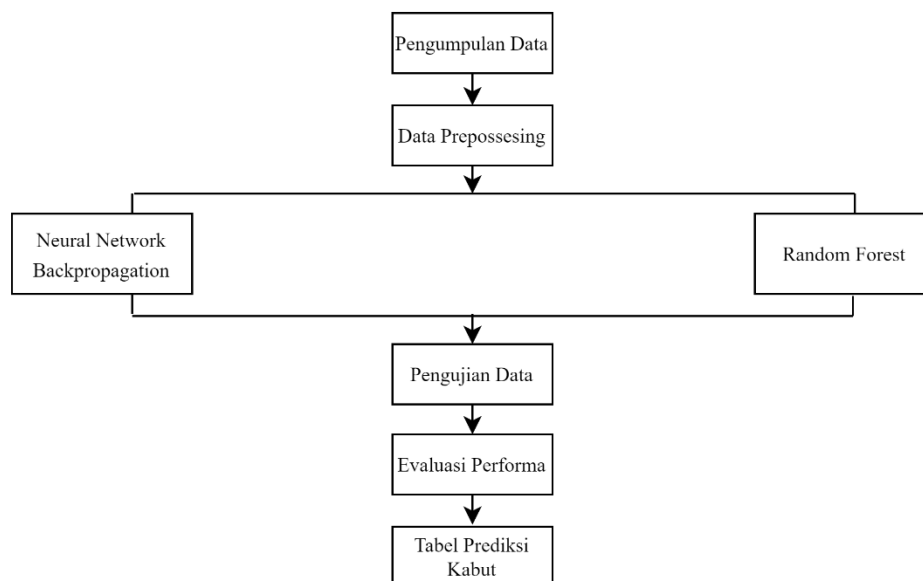 Pengumpulan Data
Data Prepossesing
Neural Network
Backpropagation
Random Forest
Pengujian Data
Evaluasi Performa
Tabel Prediksi
Kabut